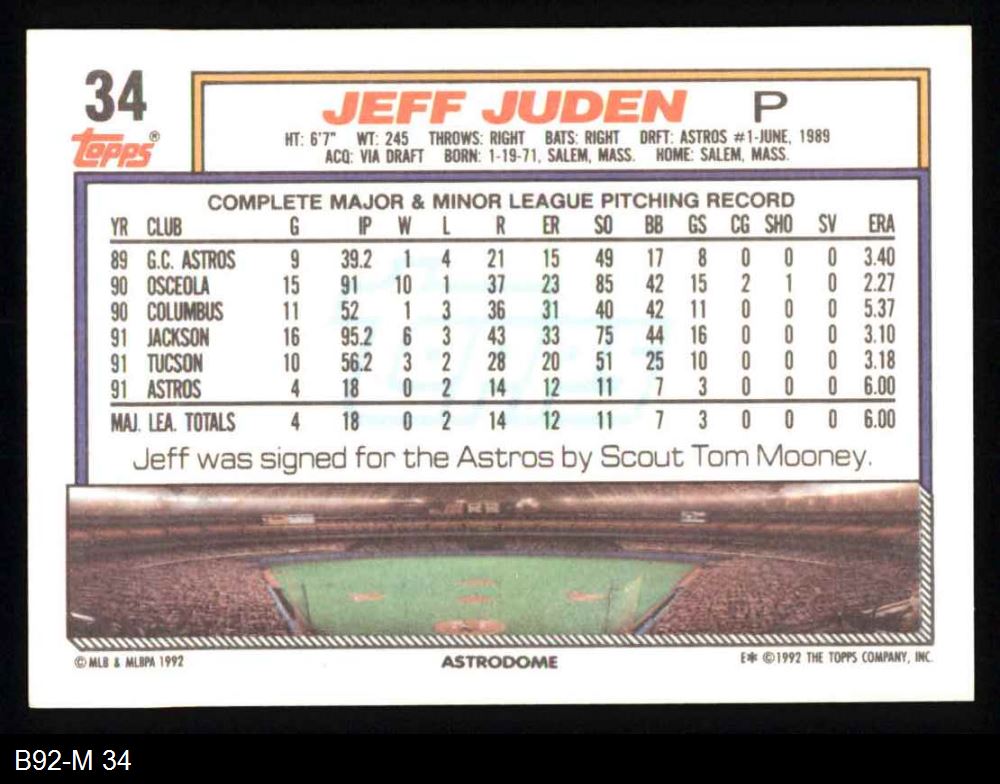 34
Topps®
JEFF JUDEN P
HT: 6'7" WT: 245 THROWS: RIGHT BATS: RIGHT DRFT: ASTROS #1-JUNE, 1989
ACQ: VIA DRAFT BORN: 1-19-71, SALEM, MASS. HOME: SALEM, MASS.
COMPLETE MAJOR & MINOR LEAGUE PITCHING RECORD
YR CLUB G IP W L R ER SO BB GS CG SHO SV ERA
89 G.C. ASTROS 9 39.2 1 4 21 15 49 17 8 0 0 0 3.40
90 OSCEOLA 15 91 10 1 37 23 85 42 15 2 1 0 2.27
90 COLUMBUS 11 52 1 3 36 31 40 42 11 0 0 0 5.37
91 JACKSON 16 95.2 6 3 43 33 75 44 16 0 0 0 3.10
91 TUCSON 10 56.2 3 2 28 20 51 25 10 0 0 0 3.18
91 ASTROS 4 18 0 2 14 12 11 7 3 0 0 0 6.00
MAJ. LEA. TOTALS 4 18 0 2 14 12 11 7 3 0 0 0 6.00
Jeff was signed for the Astros by Scout Tom Mooney.
© MLB & MLBPA 1992
ASTRODOME
E* © 1992 THE TOPPS COMPANY, INC.
B92-M 34